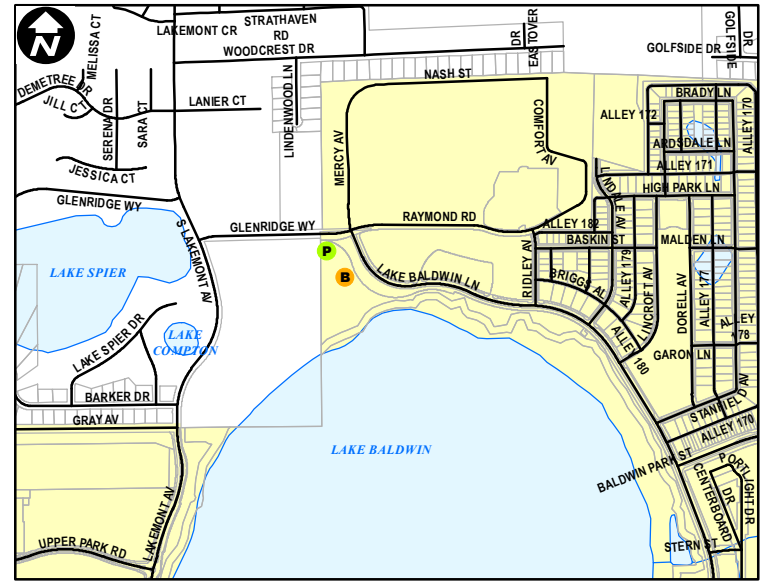 N
MELISSA CT
LAKEMONT CR
STRATHAVEN
RD
WOODCREST DR
DR
EASTOVER
GOLFSIDE
DR
GOLFSIDE DR
DEMETREE DR
JILL CT
SERENA DR
SARA CT
LANIER CT
LINDENWOOD LN
NASH ST
MERCY AV
COMFORT AV
BRADY LN
ALLEY 172
ALLEY 170
ARDSDALE LN
ALLEY 171
JESSICA CT
LINDALE AV
HIGH PARK LN
GLENRIDGE WY
S LAKEMONT AV
GLENRIDGE WY
RAYMOND RD
ALLEY 182
BASKIN ST
MALDEN LN
P
B
LAKE SPIER
LAKE BALDWIN LN
RIDLEY AV
BRIGGS AL
ALLEY 179
LINCROFT AV
DORELL AV
ALLEY 177
ALLEY
178
LAKE SPIER DR
LAKE
COMPTON
ALLEY 180
GARON LN
BARKER DR
GRAY AV
STANFIELD AV
ALLEY 170
LAKE BALDWIN
BALDWIN PARK ST
PORTLIGHT DR
CENTERBOARD
DR
LAKEMONT AV
UPPER PARK RD
STERN ST